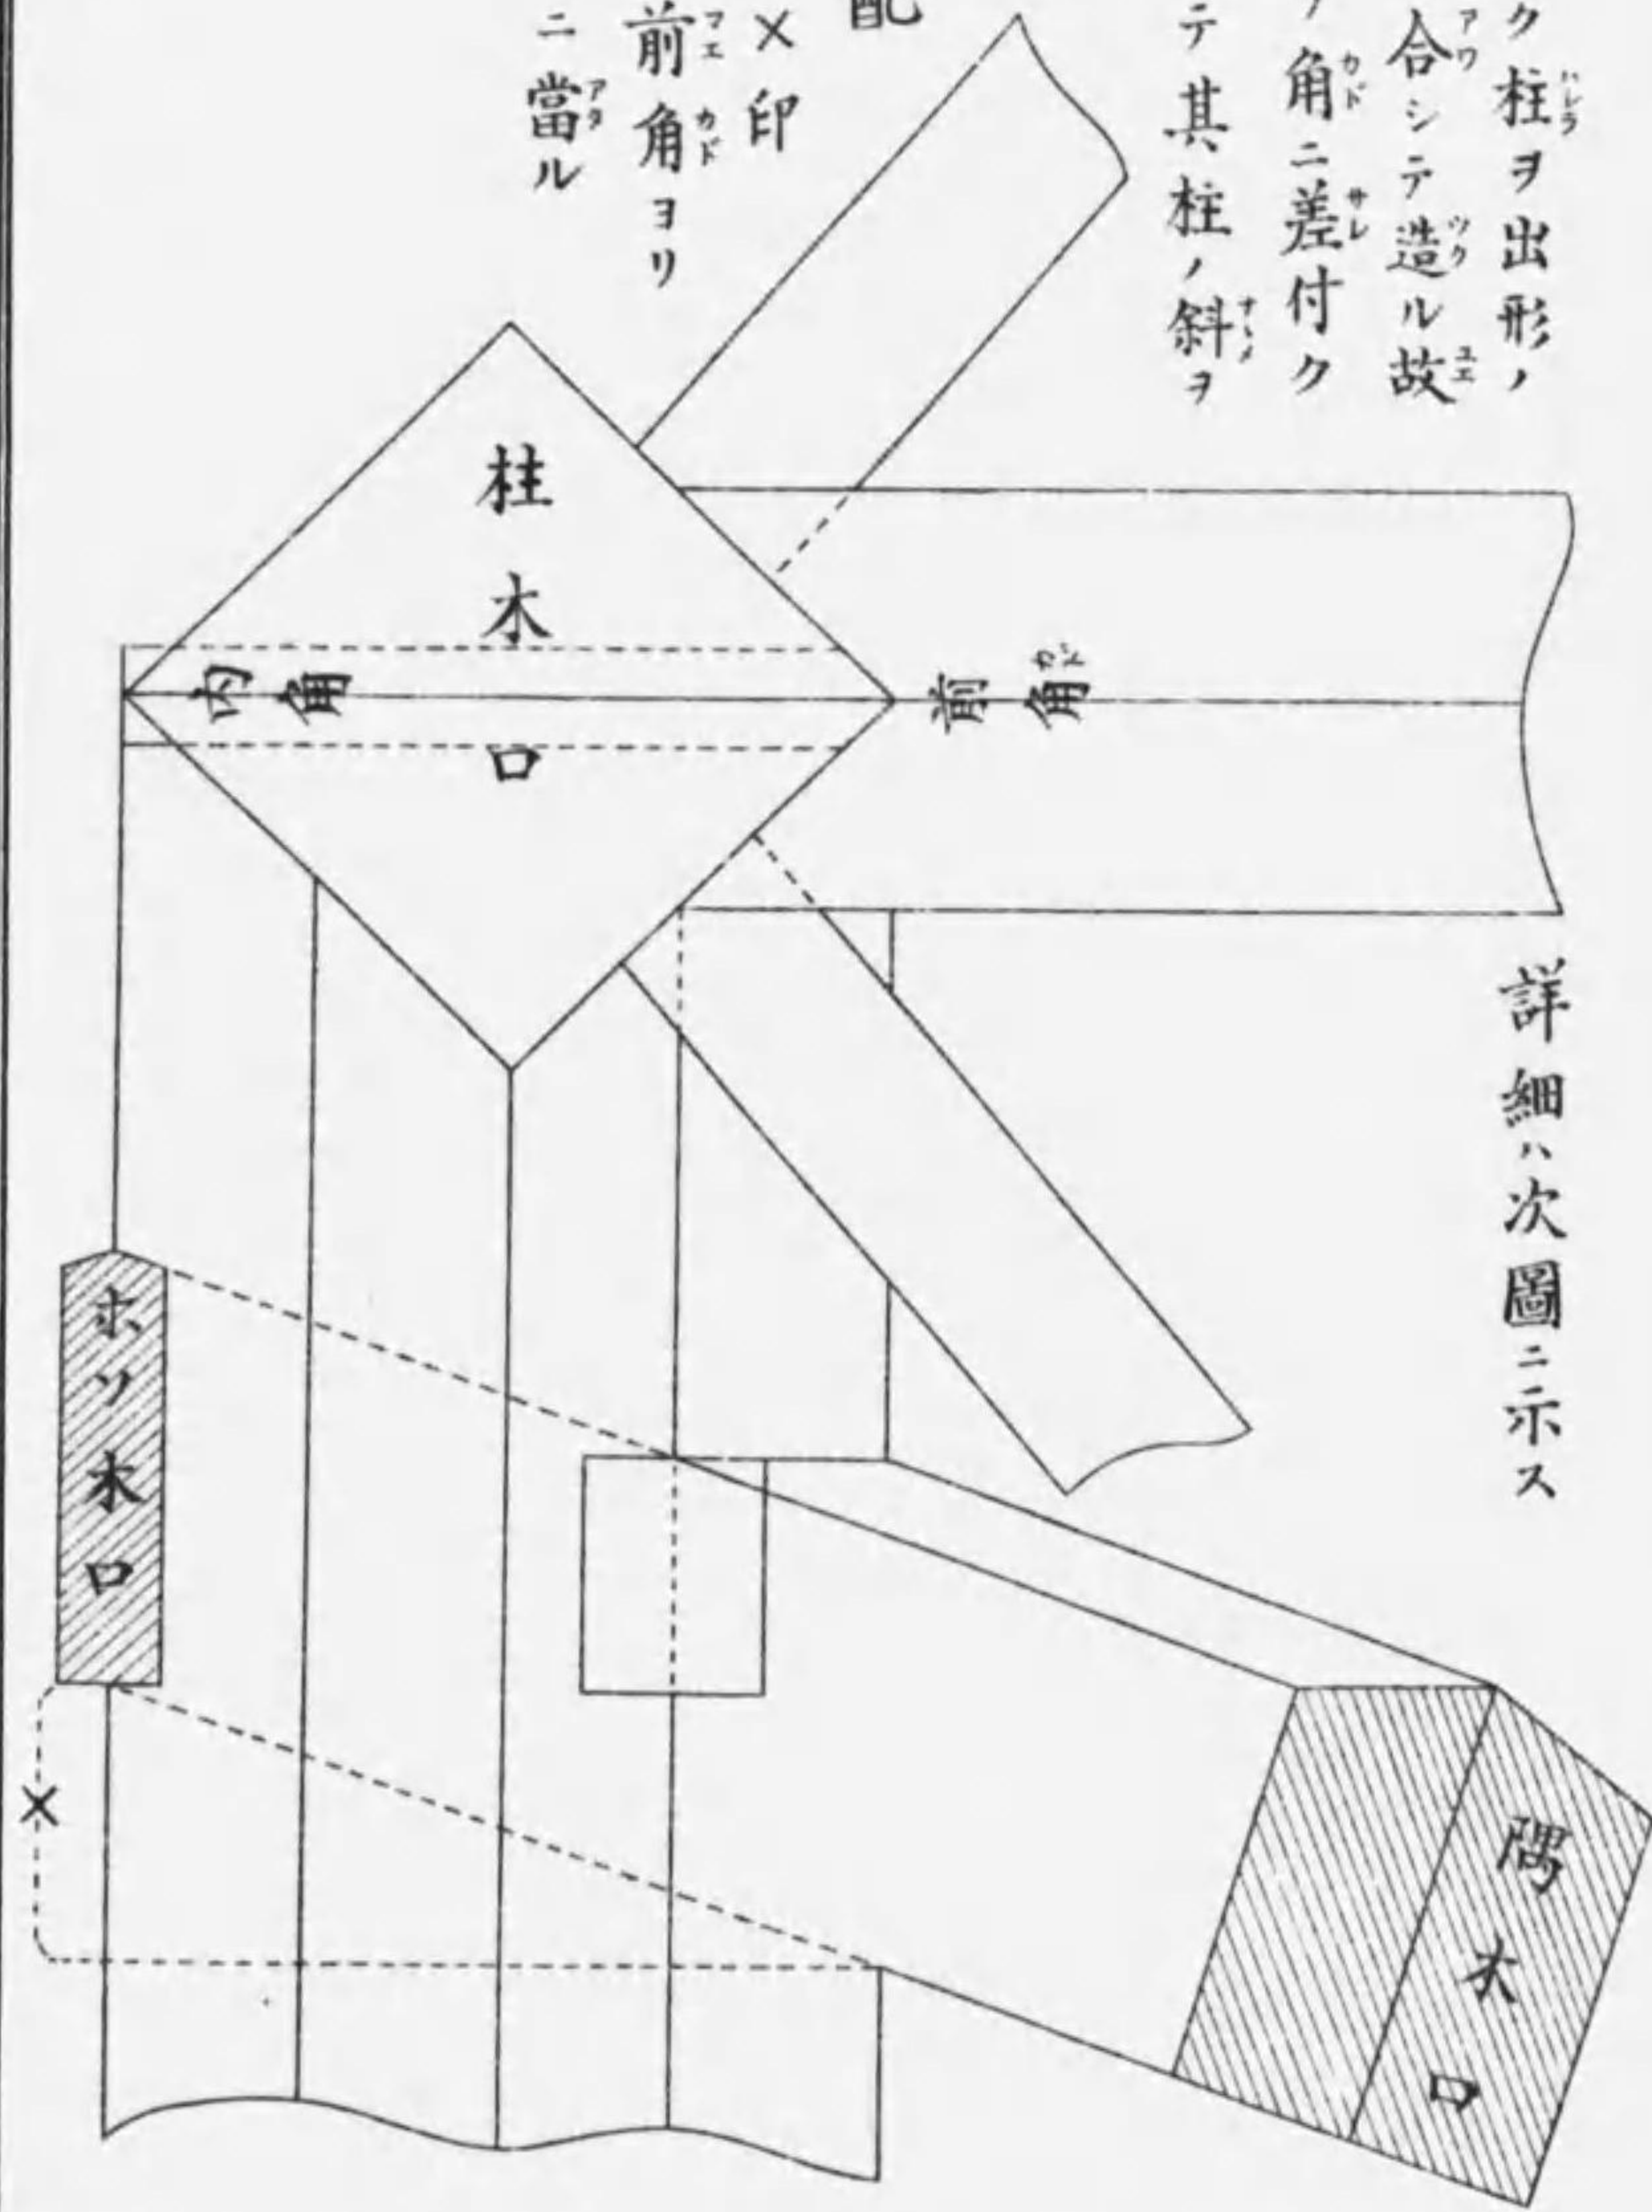 ク柱ヲ出形ノ
合シテ造ル故
角ニ差付ク
テ其柱ノ斜ヲ
配
×印
前角ヨリ
ニ當ル
柱木口
内角
前角
詳細ハ次圖ニ示ス
ホソ木口
×
隅木口